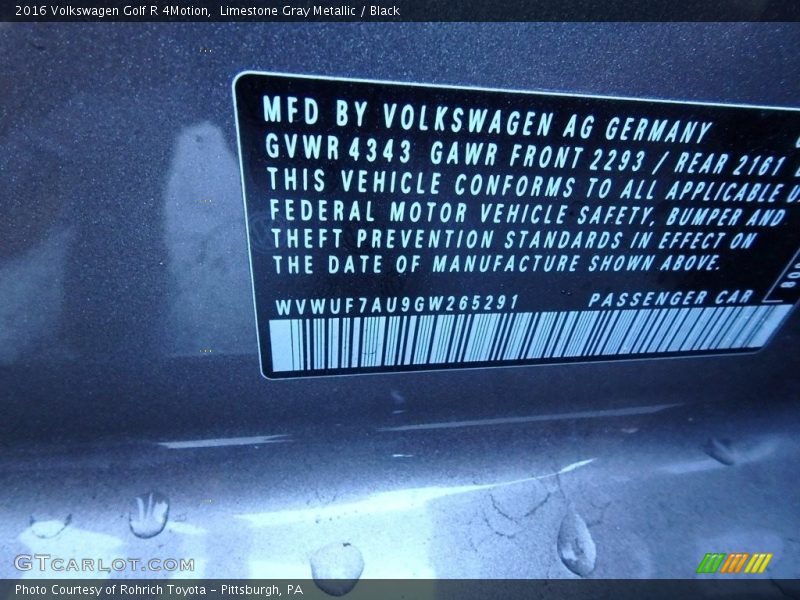 2016 Volkswagen Golf R 4Motion,  Limestone Gray Metallic / Black
MFD BY VOLKSWAGEN AG GERMANY
GVWR 4343 GAWR FRONT 2293 / REAR 2161
THIS VEHICLE CONFORMS TO ALL APPLICABLE
FEDERAL MOTOR VEHICLE SAFETY, BUMPER AND
THEFT PREVENTION STANDARDS IN EFFECT ON
THE DATE OF MANUFACTURE SHOWN ABOVE.
WVWUF7AU9GW265291 PASSENGER CAR
GTCARLOT.COM
Photo Courtesy of Rohrich Toyota - Pittsburgh, PA